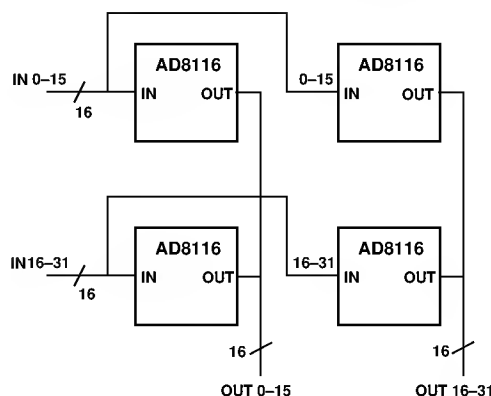 AD8116
AD8116
IN 0–15
0–15
IN
OUT
IN
OUT
16
AD8116
AD8116
IN16–31
16–31
IN
OUT
IN
OUT
16
16
16
OUT 0–15
OUT 16–31